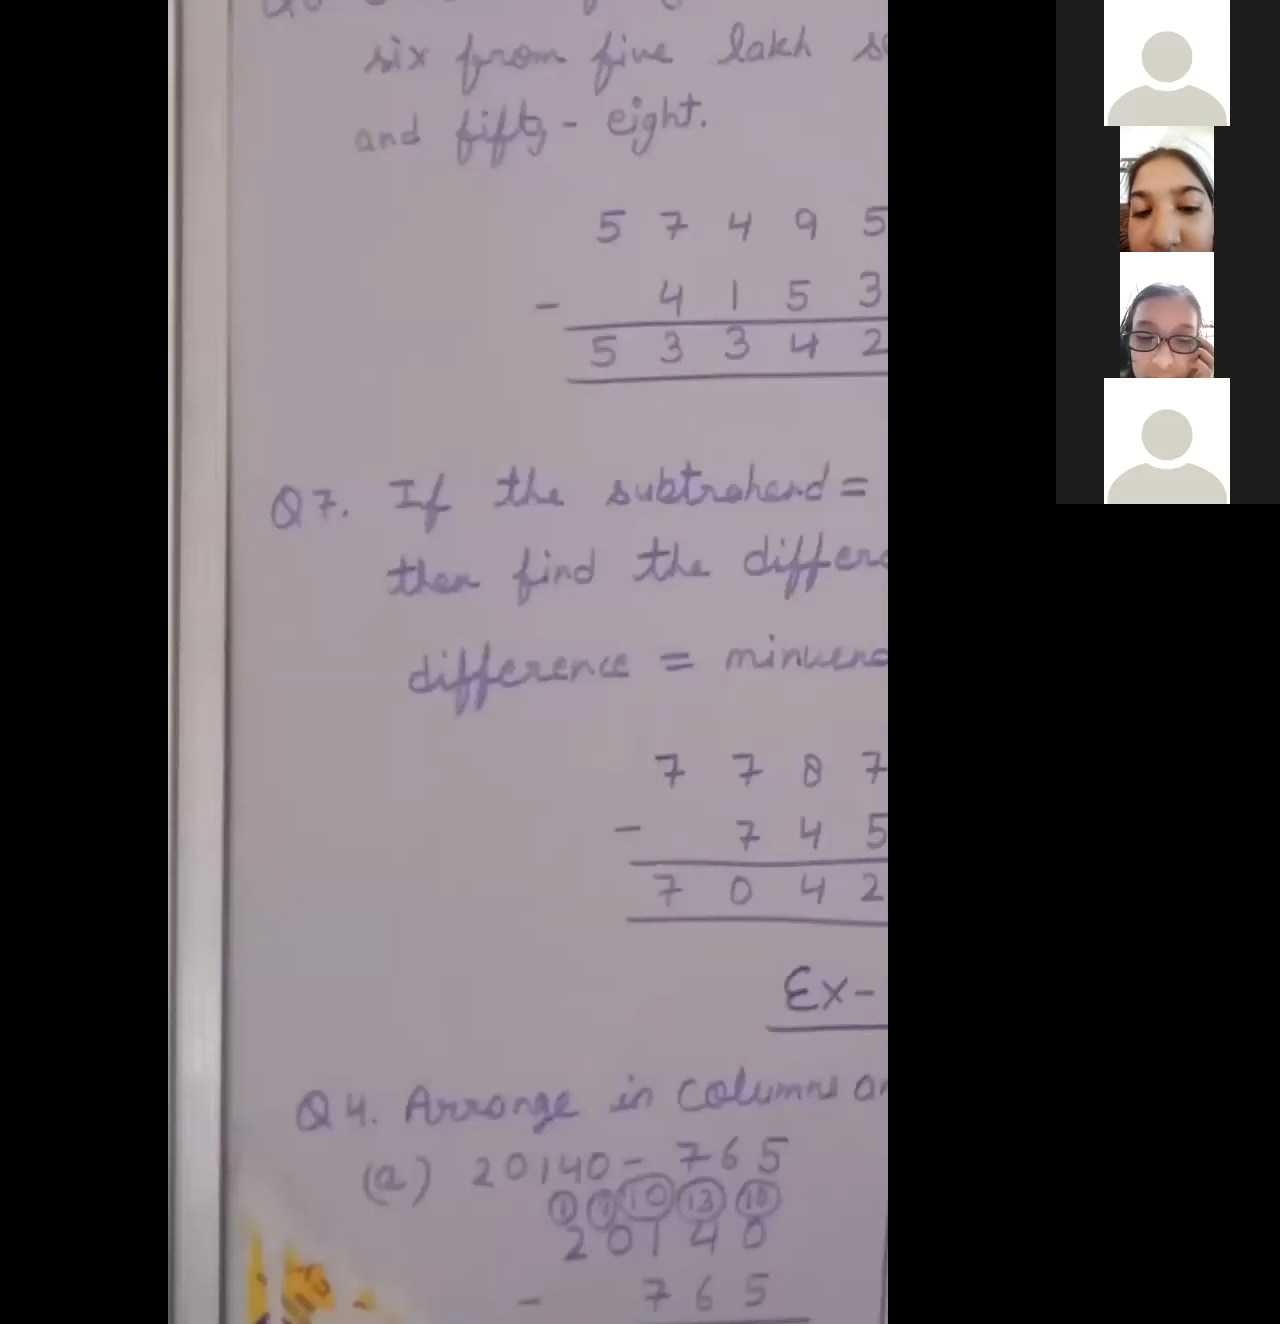 six from five lakh
and fifty - eight.
5 7 4 9 5
- 4 1 5 3
5 3 3 4 2
Q7. If the subtrahend =
then find the differe
difference = minuend
7 7 8 7
- 7 4 5
7 0 4 2
Ex-
Q4. Arrange in columns an
(a) 20140 - 765
1 9 10 13 10
2 0 1 4 0
- 7 6 5